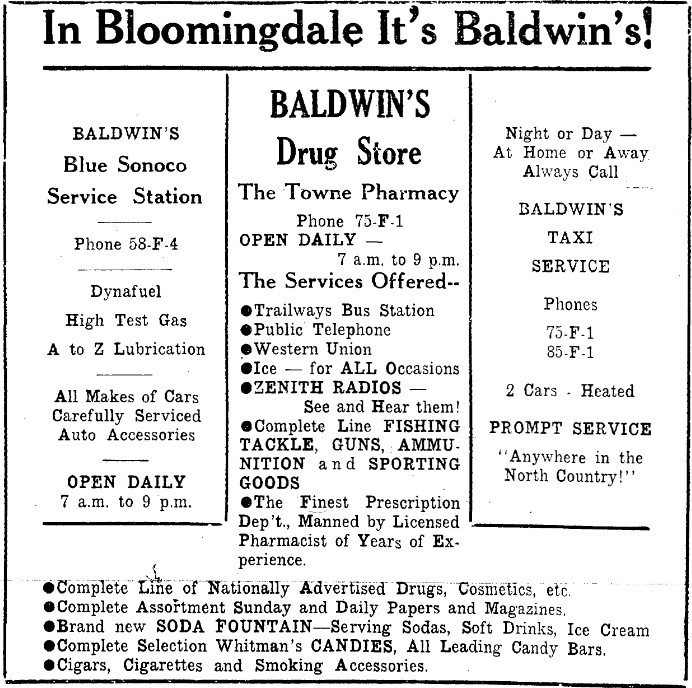 In Bloomingdale It's Baldwin's!
BALDWIN'S
Blue Sonoco
Service Station
Phone 58-F-4
Dynafuel
High Test Gas
A to Z Lubrication
All Makes of Cars
Carefully Serviced
Auto Accessories
OPEN DAILY
7 a.m. to 9 p.m.
BALDWIN'S
Drug Store
The Towne Pharmacy
Phone 75-F-1
OPEN DAILY —
7 a.m. to 9 p.m.
The Services Offered--
●Trailways Bus Station
●Public Telephone
●Western Union
●Ice — for ALL Occasions
●ZENITH RADIOS —
See and Hear them!
●Complete Line FISHING
TACKLE, GUNS, AMMU-
NITION and SPORTING
GOODS
●The Finest Prescription
Dep't., Manned by Licensed
Pharmacist of Years of Ex-
perience.
Night or Day —
At Home or Away
Always Call
BALDWIN'S
TAXI
SERVICE
Phones
75-F-1
85-F-1
2 Cars - Heated
PROMPT SERVICE
"Anywhere in the
North Country!"
●Complete Line of Nationally Advertised Drugs, Cosmetics, etc.
●Complete Assortment Sunday and Daily Papers and Magazines.
●Brand new SODA FOUNTAIN—Serving Sodas, Soft Drinks, Ice Cream
●Complete Selection Whitman's CANDIES, All Leading Candy Bars.
●Cigars, Cigarettes and Smoking Accessories.